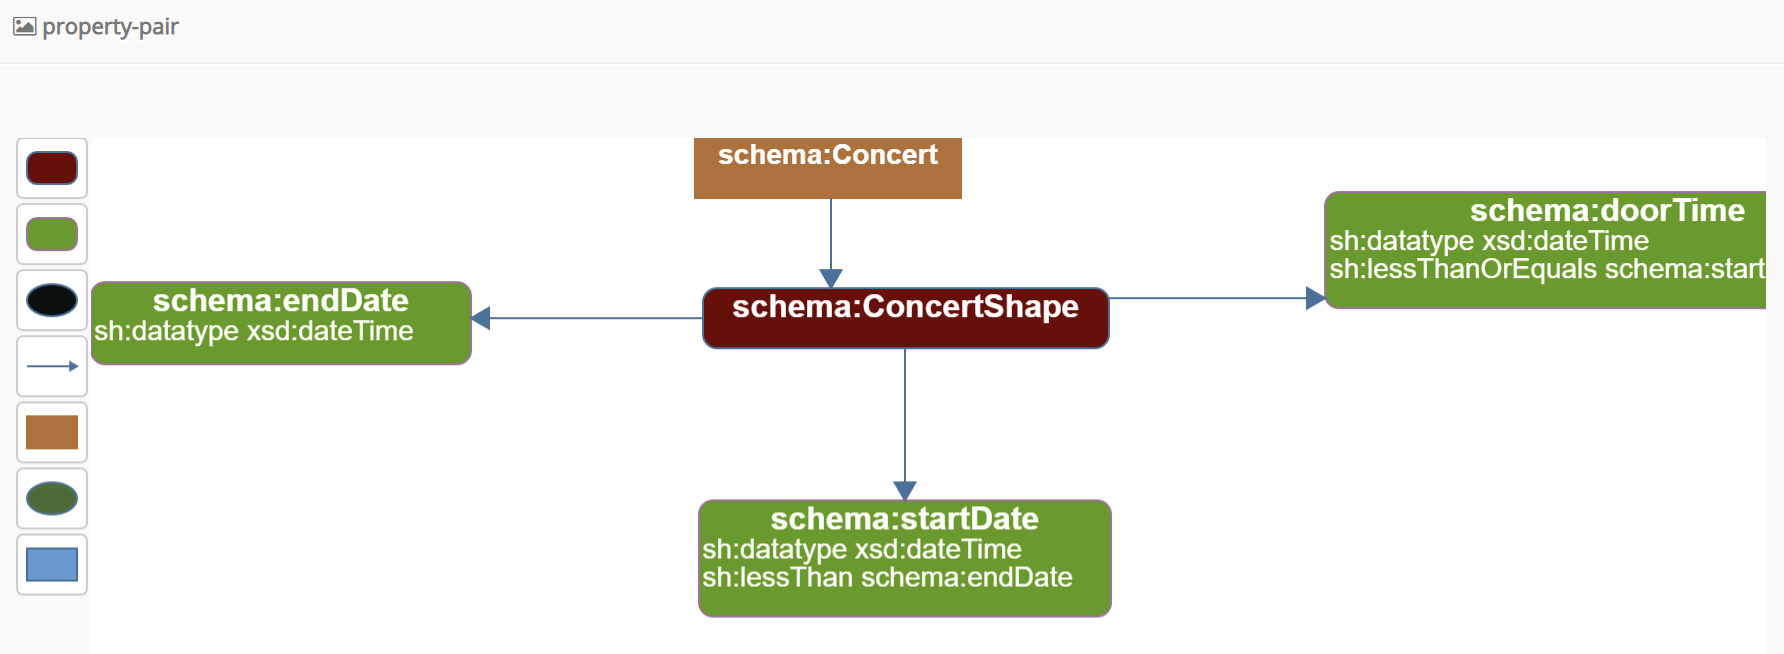 property-pair
schema:Concert
schema:doorTime
sh:datatype xsd:dateTime
sh:lessThanOrEquals schema:start
schema:endDate
sh:datatype xsd:dateTime
schema:ConcertShape
schema:startDate
sh:datatype xsd:dateTime
sh:lessThan schema:endDate